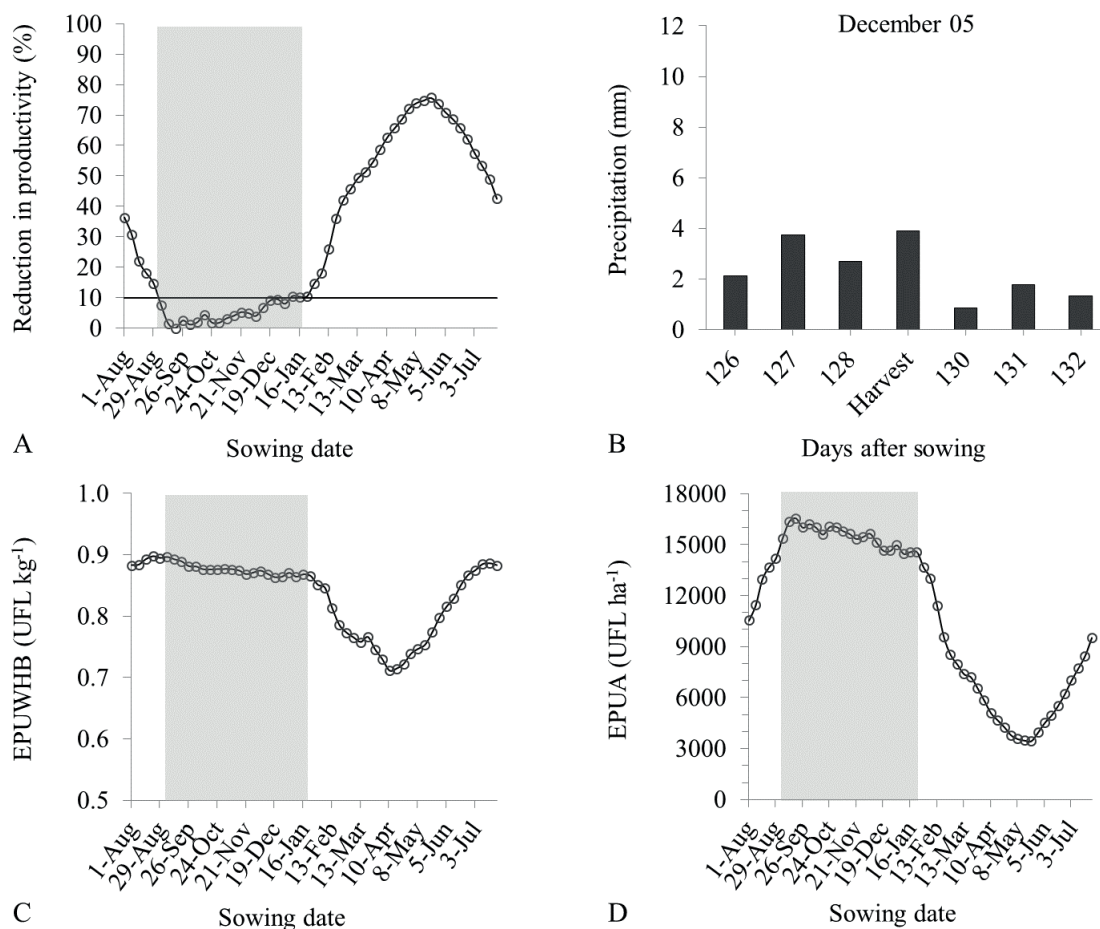 Reduction in productivity (%)
100
90
80
70
60
50
40
30
20
10
0
1-Aug
29-Aug
26-Sep
24-Oct
21-Nov
19-Dec
16-Jan
13-Feb
13-Mar
10-Apr
8-May
5-Jun
3-Jul
A
Sowing date
December 05
Precipitation (mm)
12
10
8
6
4
2
0
126
127
128
Harvest
130
131
132
B
Days after sowing
EPUWHB (UFL kg⁻¹)
1.0
0.9
0.8
0.7
0.6
0.5
1-Aug
29-Aug
26-Sep
24-Oct
21-Nov
19-Dec
16-Jan
13-Feb
13-Mar
10-Apr
8-May
5-Jun
3-Jul
C
Sowing date
EPUA (UFL ha⁻¹)
18000
15000
12000
9000
6000
3000
0
1-Aug
29-Aug
26-Sep
24-Oct
21-Nov
19-Dec
16-Jan
13-Feb
13-Mar
10-Apr
8-May
5-Jun
3-Jul
D
Sowing date